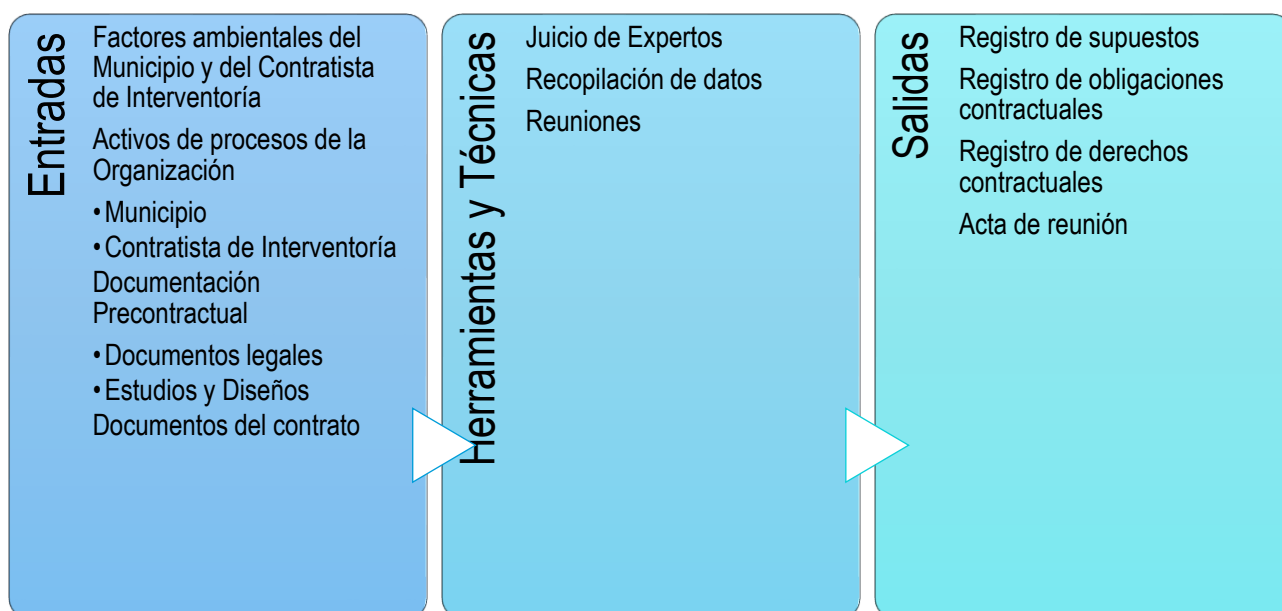 Entradas
Factores ambientales del
Municipio y del Contratista
de Interventoría
Activos de procesos de la
Organización
• Municipio
• Contratista de Interventoría
Documentación
Precontractual
• Documentos legales
• Estudios y Diseños
Documentos del contrato
Herramientas y Técnicas
Juicio de Expertos
Recopilación de datos
Reuniones
Salidas
Registro de supuestos
Registro de obligaciones
contractuales
Registro de derechos
contractuales
Acta de reunión